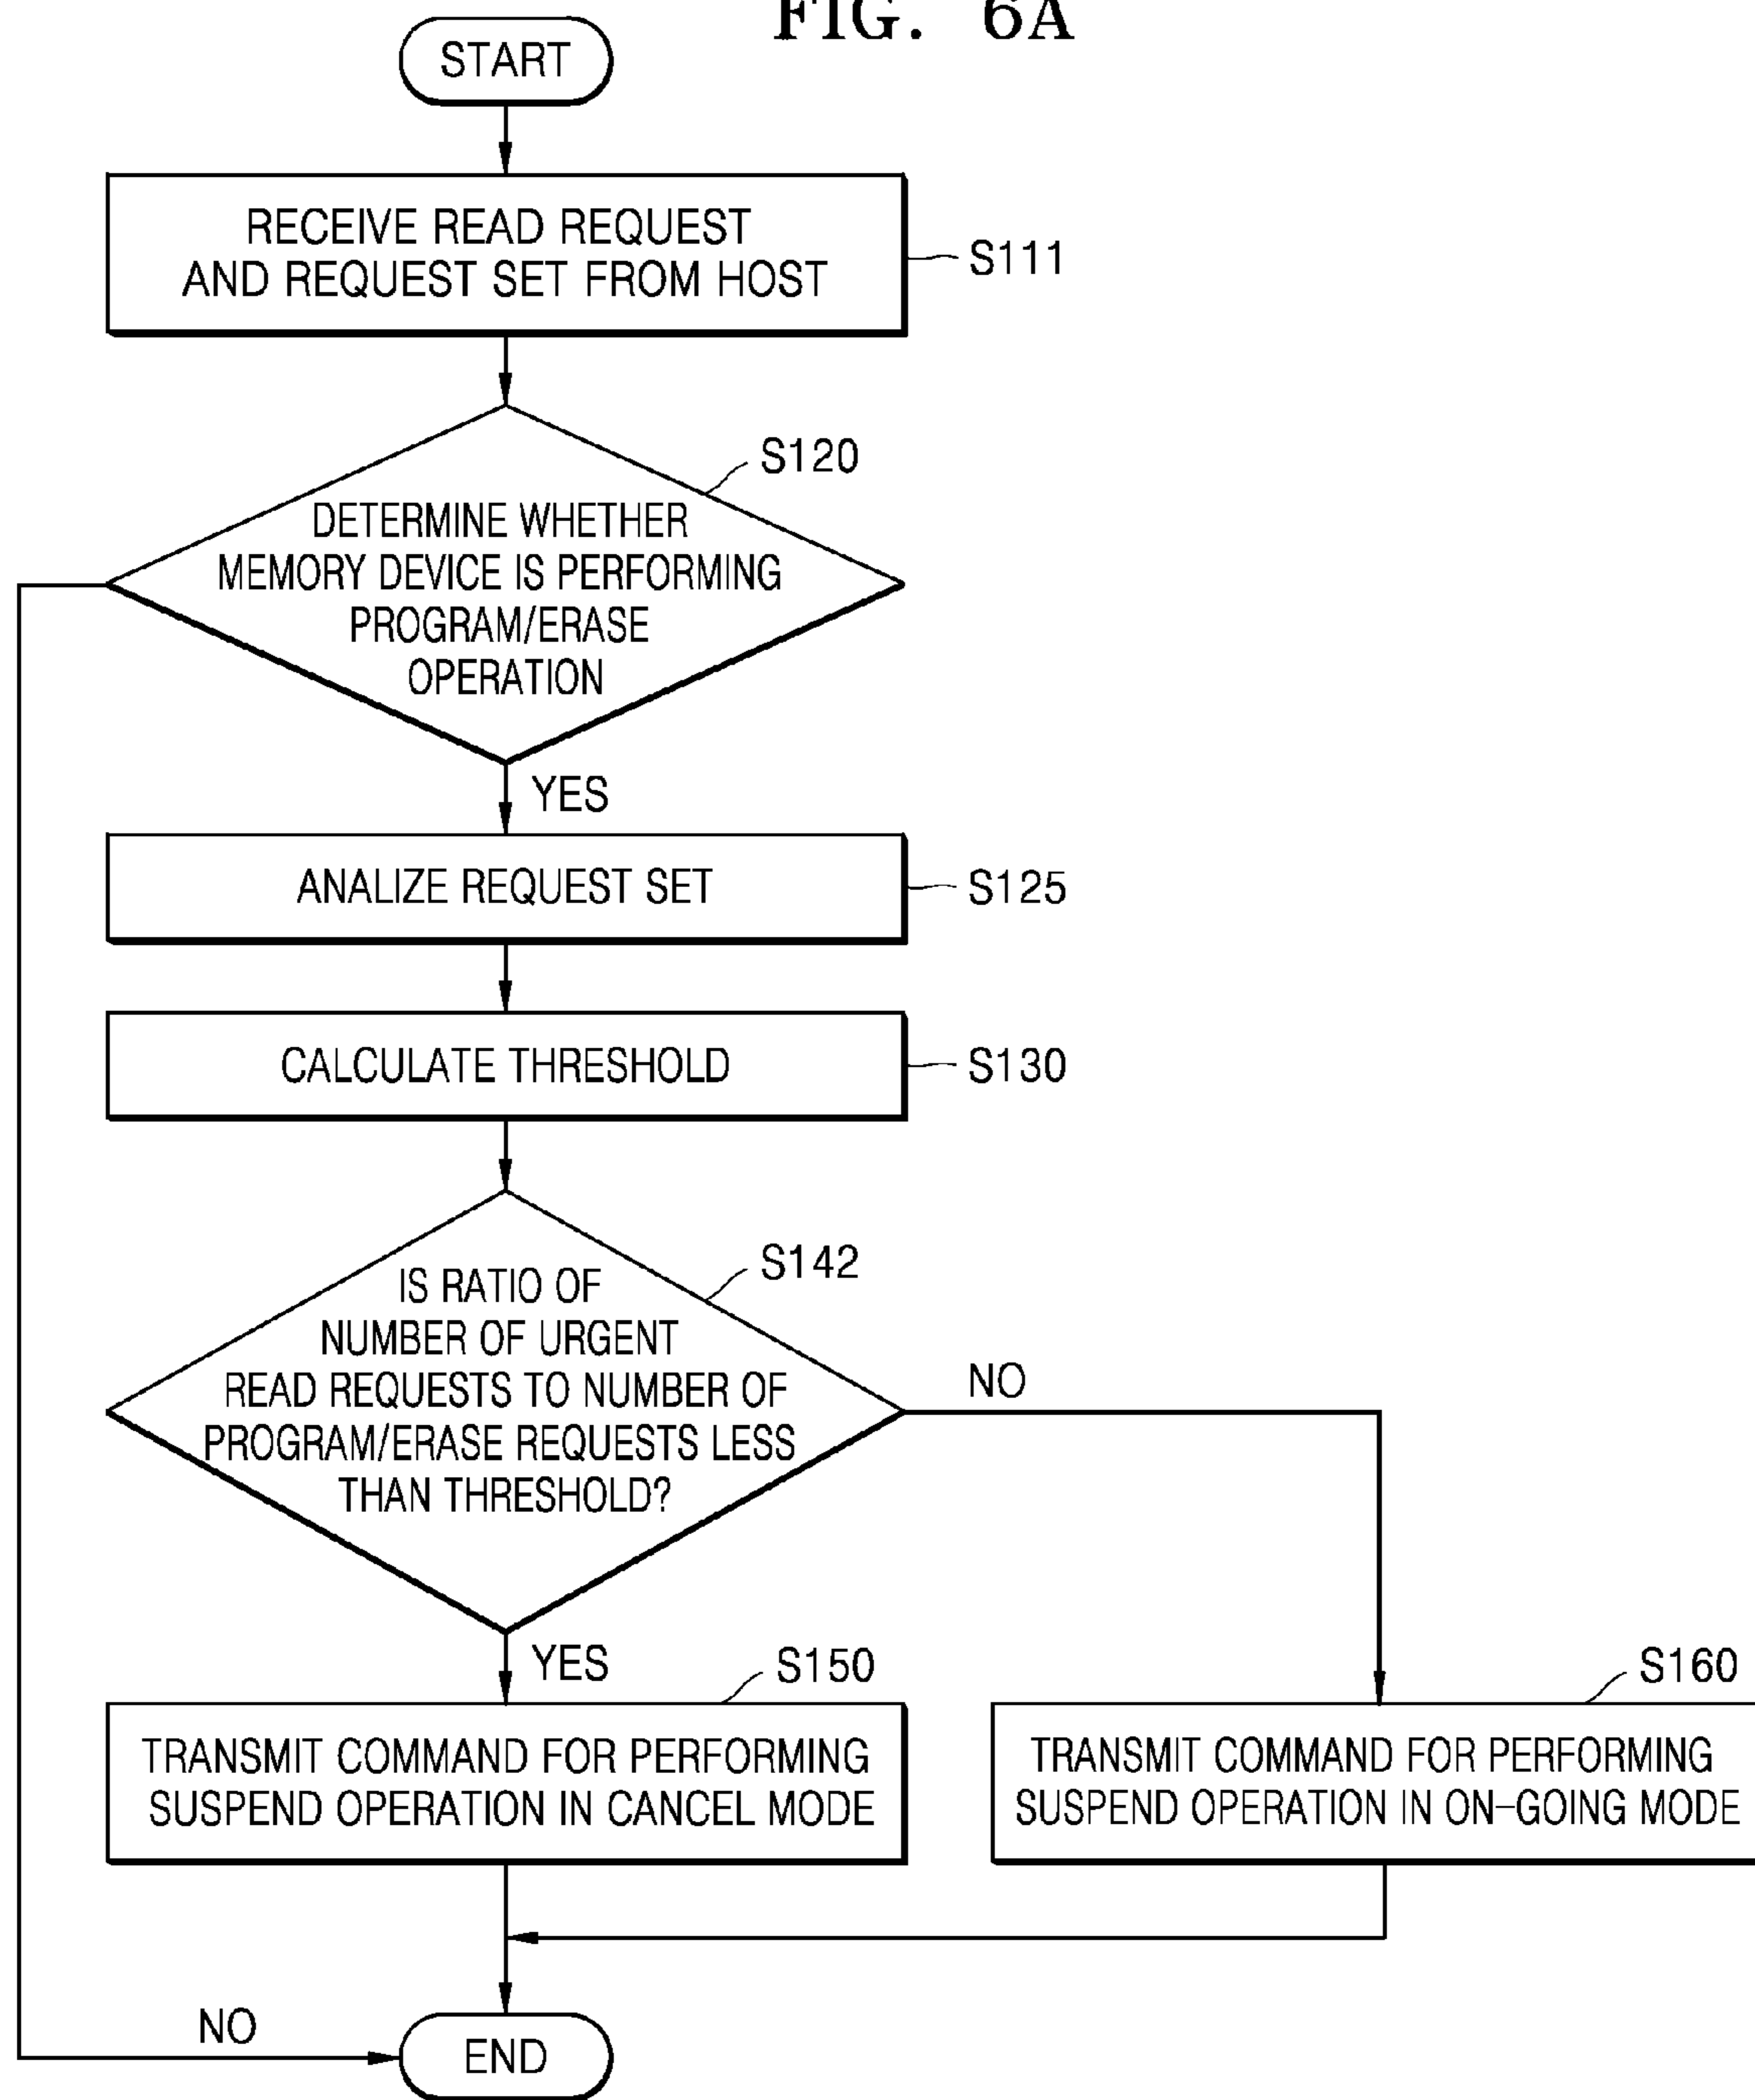 FIG. 6A
START
RECEIVE READ REQUEST
AND REQUEST SET FROM HOST
S111
S120
DETERMINE WHETHER
MEMORY DEVICE IS PERFORMING
PROGRAM/ERASE
OPERATION
YES
ANALIZE REQUEST SET
S125
CALCULATE THRESHOLD
S130
S142
IS RATIO OF
NUMBER OF URGENT
READ REQUESTS TO NUMBER OF
PROGRAM/ERASE REQUESTS LESS
THAN THRESHOLD?
NO
YES
S150
TRANSMIT COMMAND FOR PERFORMING
SUSPEND OPERATION IN CANCEL MODE
S160
TRANSMIT COMMAND FOR PERFORMING
SUSPEND OPERATION IN ON-GOING MODE
NO
END